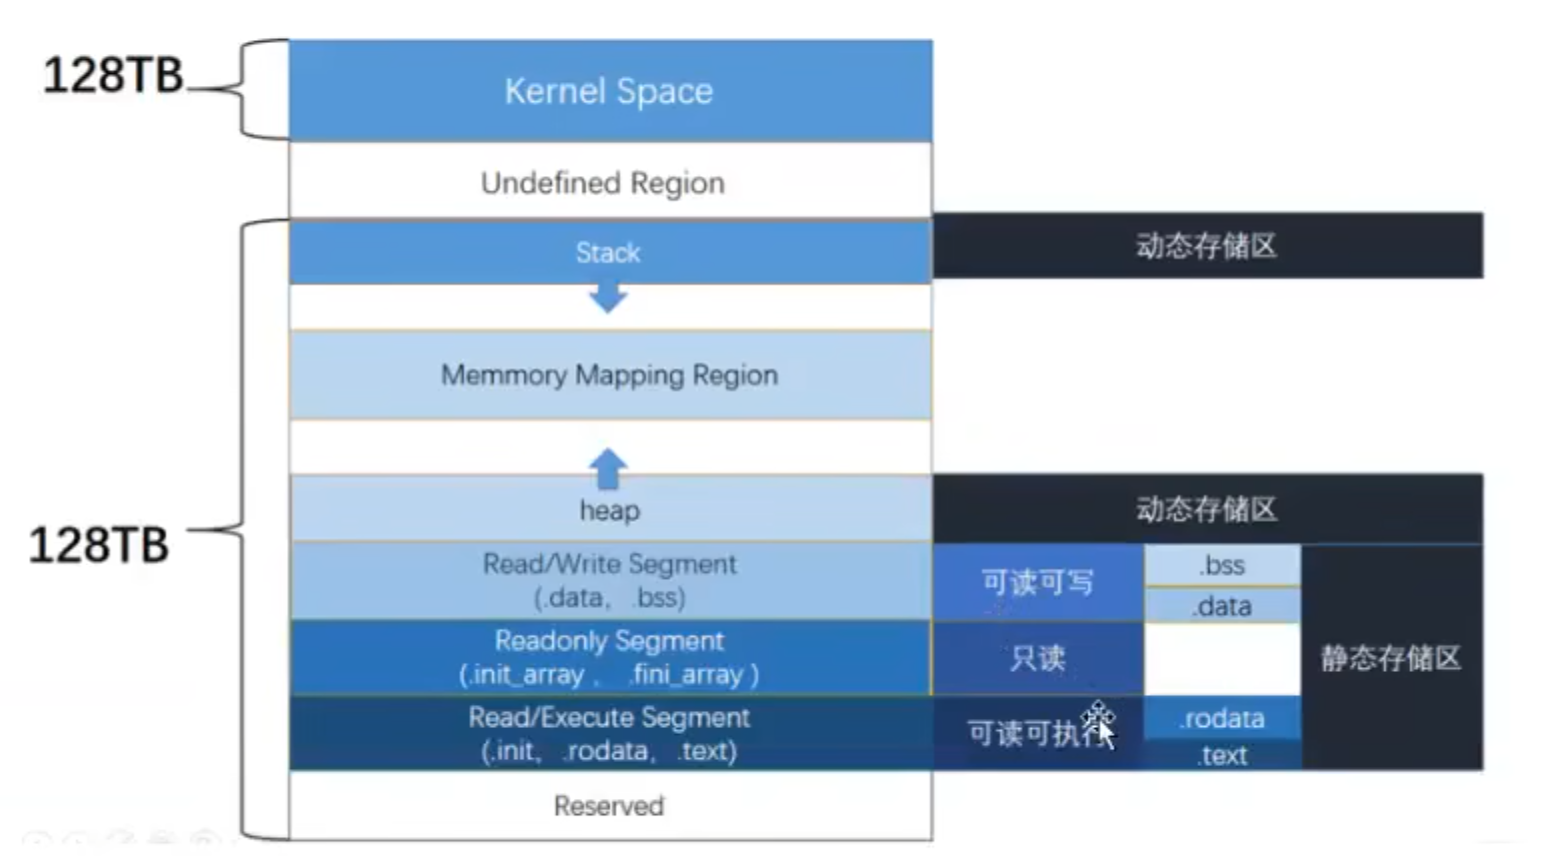 128TB
Kernel Space
Undefined Region
Stack
动态存储区
Memmory Mapping Region
128TB
heap
动态存储区
Read/Write Segment
(.data, .bss)
可读可写
.bss
.data
Readonly Segment
(.init_array , .fini_array )
只读
静态存储区
Read/Execute Segment
(.init, .rodata, .text)
可读可执行
.rodata
.text
Reserved